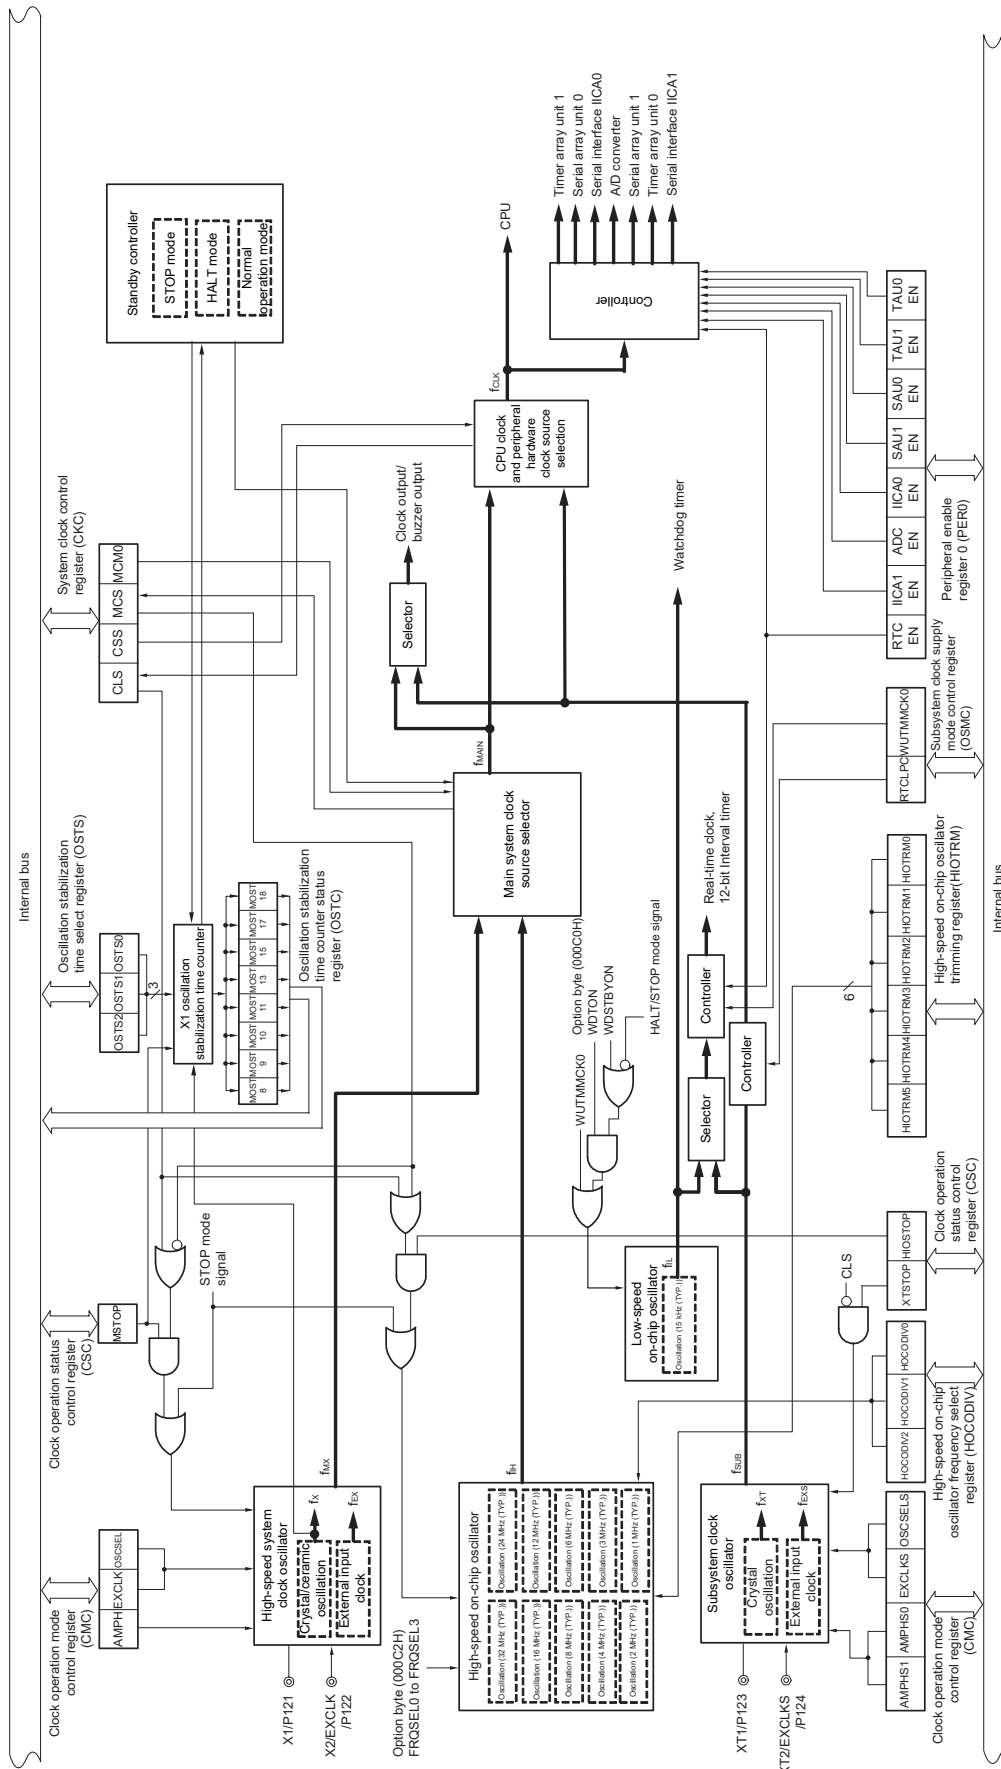 Internal bus
Clock operation mode
control register
(CMC)
AMPH
EXCLK
OSCSEL
Clock operation status
control register
(CSC)
MSTOP
STOP mode
signal
Oscillation stabilization
time select register (OSTS)
OSTS2
OSTS1
OSTS0
3
X1 oscillation
stabilization time counter
MOST
8
MOST
9
MOST
10
MOST
11
MOST
13
MOST
15
MOST
17
MOST
18
Oscillation stabilization
time counter status
register (OSTC)
System clock control
register (CKC)
CLS
CSS
MCS
MCM0
Standby controller
STOP mode
HALT mode
Normal
operation mode
X1/P121
X2/EXCLK
/P122
High-speed system
clock oscillator
Crystal/ceramic
oscillation
External input
clock
fX
fEX
fMX
Option byte (000C2H)
FRQSEL0 to FRQSEL3
High-speed on-chip oscillator
Oscillation (32 MHz (TYP.))
Oscillation (24 MHz (TYP.))
Oscillation (16 MHz (TYP.))
Oscillation (12 MHz (TYP.))
Oscillation (8 MHz (TYP.))
Oscillation (6 MHz (TYP.))
Oscillation (4 MHz (TYP.))
Oscillation (3 MHz (TYP.))
Oscillation (2 MHz (TYP.))
Oscillation (1 MHz (TYP.))
fIH
Main system clock
source selector
fMAIN
Selector
Clock output/
buzzer output
CPU clock
and peripheral
hardware
clock source
selection
fCLK
CPU
Controller
Timer array unit 1
Serial array unit 0
Serial interface IICA0
A/D converter
Serial array unit 1
Timer array unit 0
Serial interface IICA1
WUTMMCK0
Option byte (000C0H)
WDTON
WDSTBYON
HALT/STOP mode signal
Low-speed
on-chip oscillator
Oscillation (15 kHz (TYP.))
fIL
Watchdog timer
Selector
Controller
Real-time clock,
12-bit Interval timer
Controller
XT1/P123
XT2/EXCLKS
/P124
Subsystem clock
oscillator
Crystal
oscillation
External input
clock
fXT
fEXS
fSUB
CLS
6
AMPHS1
AMPHS0
EXCLKS
OSCSELS
Clock operation mode
control register
(CMC)
HOCODIV2
HOCODIV1
HOCODIV0
High-speed on-chip
oscillator frequency select
register (HOCODIV)
XTSTOP
HIOSTOP
Clock operation
status control
register (CSC)
HIOTRM5
HIOTRM4
HIOTRM3
HIOTRM2
HIOTRM1
HIOTRM0
High-speed on-chip oscillator
trimming register(HIOTRM)
RTCLPC
WUTMMCK0
Subsystem clock supply
mode control register
(OSMC)
RTC
EN
IICA1
EN
ADC
EN
IICA0
EN
SAU1
EN
SAU0
EN
TAU1
EN
TAU0
EN
Peripheral enable
register 0 (PER0)
Internal bus